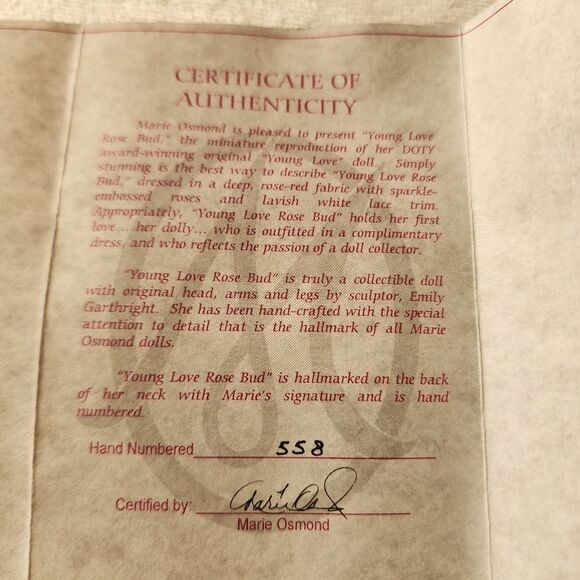 CERTIFICATE OF
AUTHENTICITY
Marie Osmond is pleased to present "Young Love
Rose Bud," the miniature reproduction of her DOTY
award-winning original "Young Love" doll. Simply
stunning is the best way to describe "Young Love Rose
Bud," dressed in a deep, rose-red fabric with sparkle-
embossed roses and lavish white lace trim.
Appropriately, "Young Love Rose Bud" holds her first
love... her dolly... who is outfitted in a complimentary
dress, and who reflects the passion of a doll collector.
"Young Love Rose Bud" is truly a collectible doll
with original head, arms and legs by sculptor, Emily
Garthright. She has been hand-crafted with the special
attention to detail that is the hallmark of all Marie
Osmond dolls.
"Young Love Rose Bud" is hallmarked on the back
of her neck with Marie's signature and is hand
numbered.
TM
Hand Numbered 558
Certified by: Marie Osmond
Marie Osmond